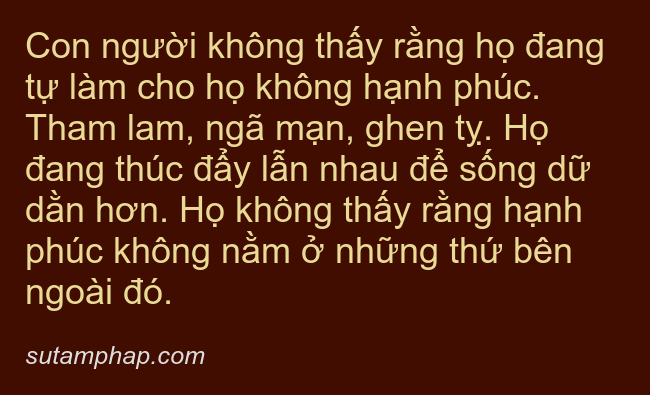 Con người không thấy rằng họ đang
tự làm cho họ không hạnh phúc.
Tham lam, ngã mạn, ghen tỵ. Họ
đang thúc đẩy lẫn nhau để sống dữ
dằn hơn. Họ không thấy rằng hạnh
phúc không nằm ở những thứ bên
ngoài đó.
sutamphap.com